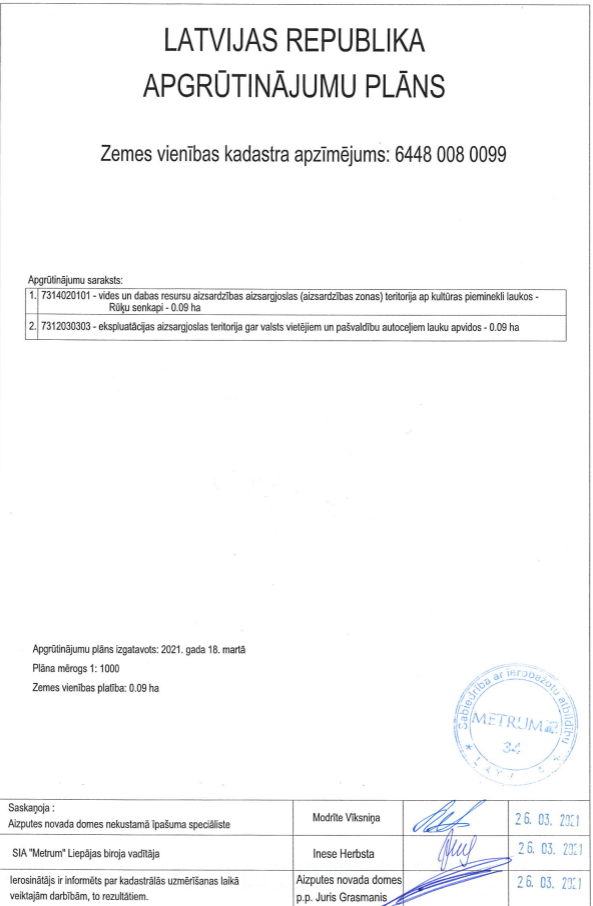 LATVIJAS REPUBLIKA
APGRŪTINĀJUMU PLĀNS
Zemes vienības kadastra apzīmējums: 6448 008 0099
Apgrūtinājumu saraksts:
1. 7314020101 - vides un dabas resursu aizsardzības aizsargjoslas (aizsardzības zonas) teritorija ap kultūras pieminekli laukos -
Rūķu senkapi - 0.09 ha
2. 7312030303 - ekspluatācijas aizsargjoslas teritorija gar valsts vietējiem un pašvaldību autoceļiem lauku apvidos - 0.09 ha
Apgrūtinājumu plāns izgatavots: 2021. gada 18. martā
Plāna mērogs 1: 1000
Zemes vienības platība: 0.09 ha
Sabiedrība ar ierobežotu atbildību
METRUM
34
Saskaņoja :
Aizputes novada domes nekustamā īpašuma speciāliste
Modrīte Vīksniņa
26. 03. 2021
SIA "Metrum" Liepājas biroja vadītāja
Inese Herbsta
26. 03. 2021
Ierosinātājs ir informēts par kadastrālās uzmērīšanas laikā
veiktajām darbībām, to rezultātiem.
Aizputes novada domes
p.p. Juris Grasmanis
26. 03. 2021